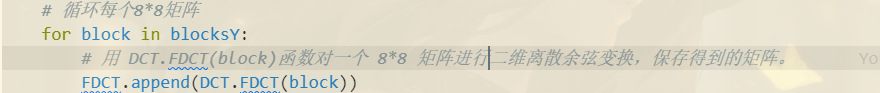 # 循环每个8*8矩阵
for block in blocksY:
# 用 DCT.FDCT(block)函数对一个 8*8 矩阵进行二维离散余弦变换，保存得到的矩阵。 Yo
FDCT.append(DCT.FDCT(block))